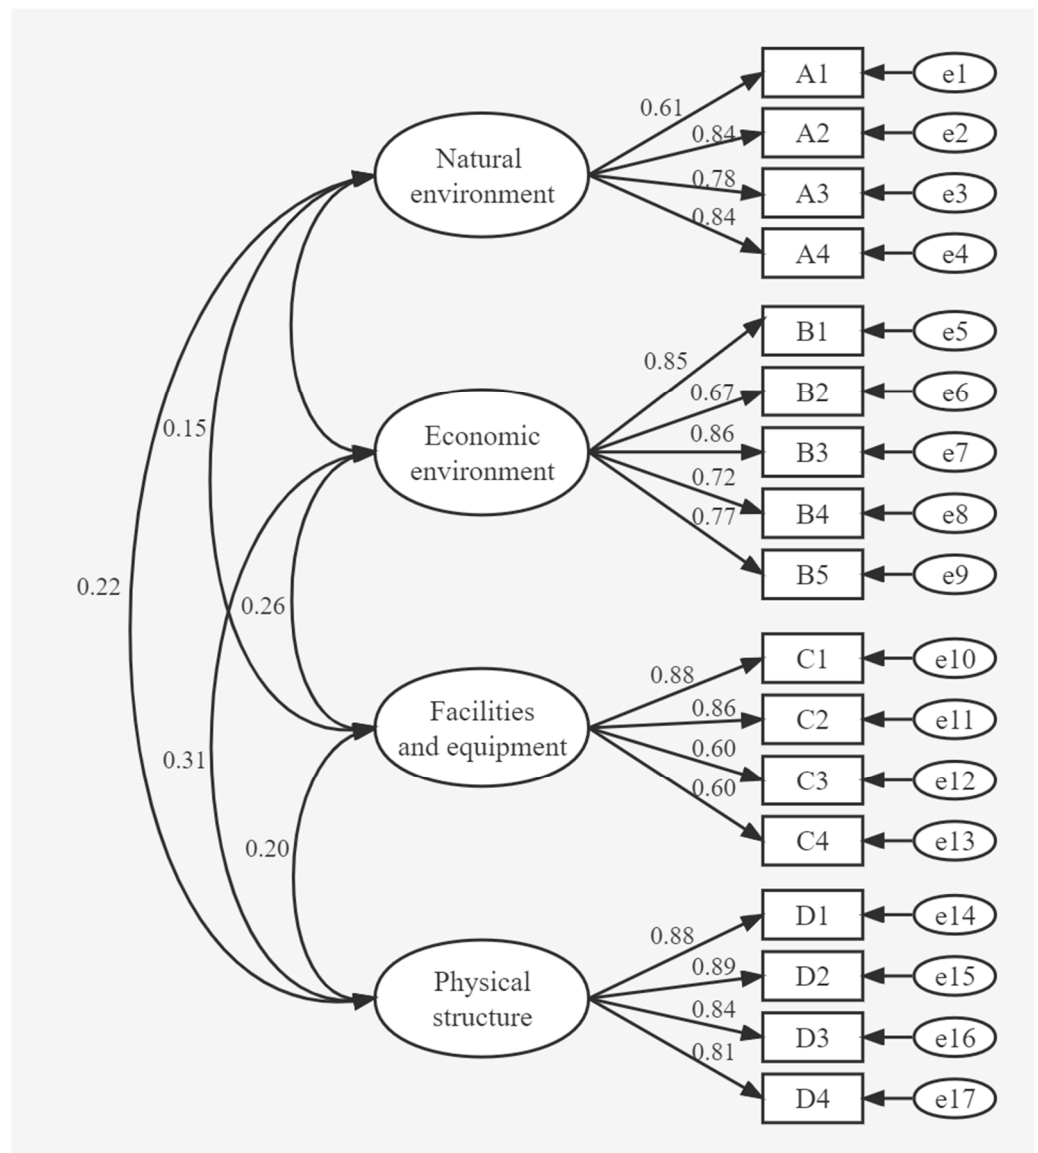 A1
e1
0.61
A2
e2
0.84
Natural
environment
0.78
A3
e3
0.84
A4
e4
B1
e5
0.85
B2
e6
0.67
0.15
Economic
environment
0.86
B3
e7
0.72
B4
e8
0.77
B5
e9
0.22
0.26
C1
e10
0.88
Facilities
and equipment
0.86
C2
e11
0.60
C3
e12
0.31
0.60
C4
e13
0.20
D1
e14
0.88
Physical
structure
0.89
D2
e15
0.84
D3
e16
0.81
D4
e17